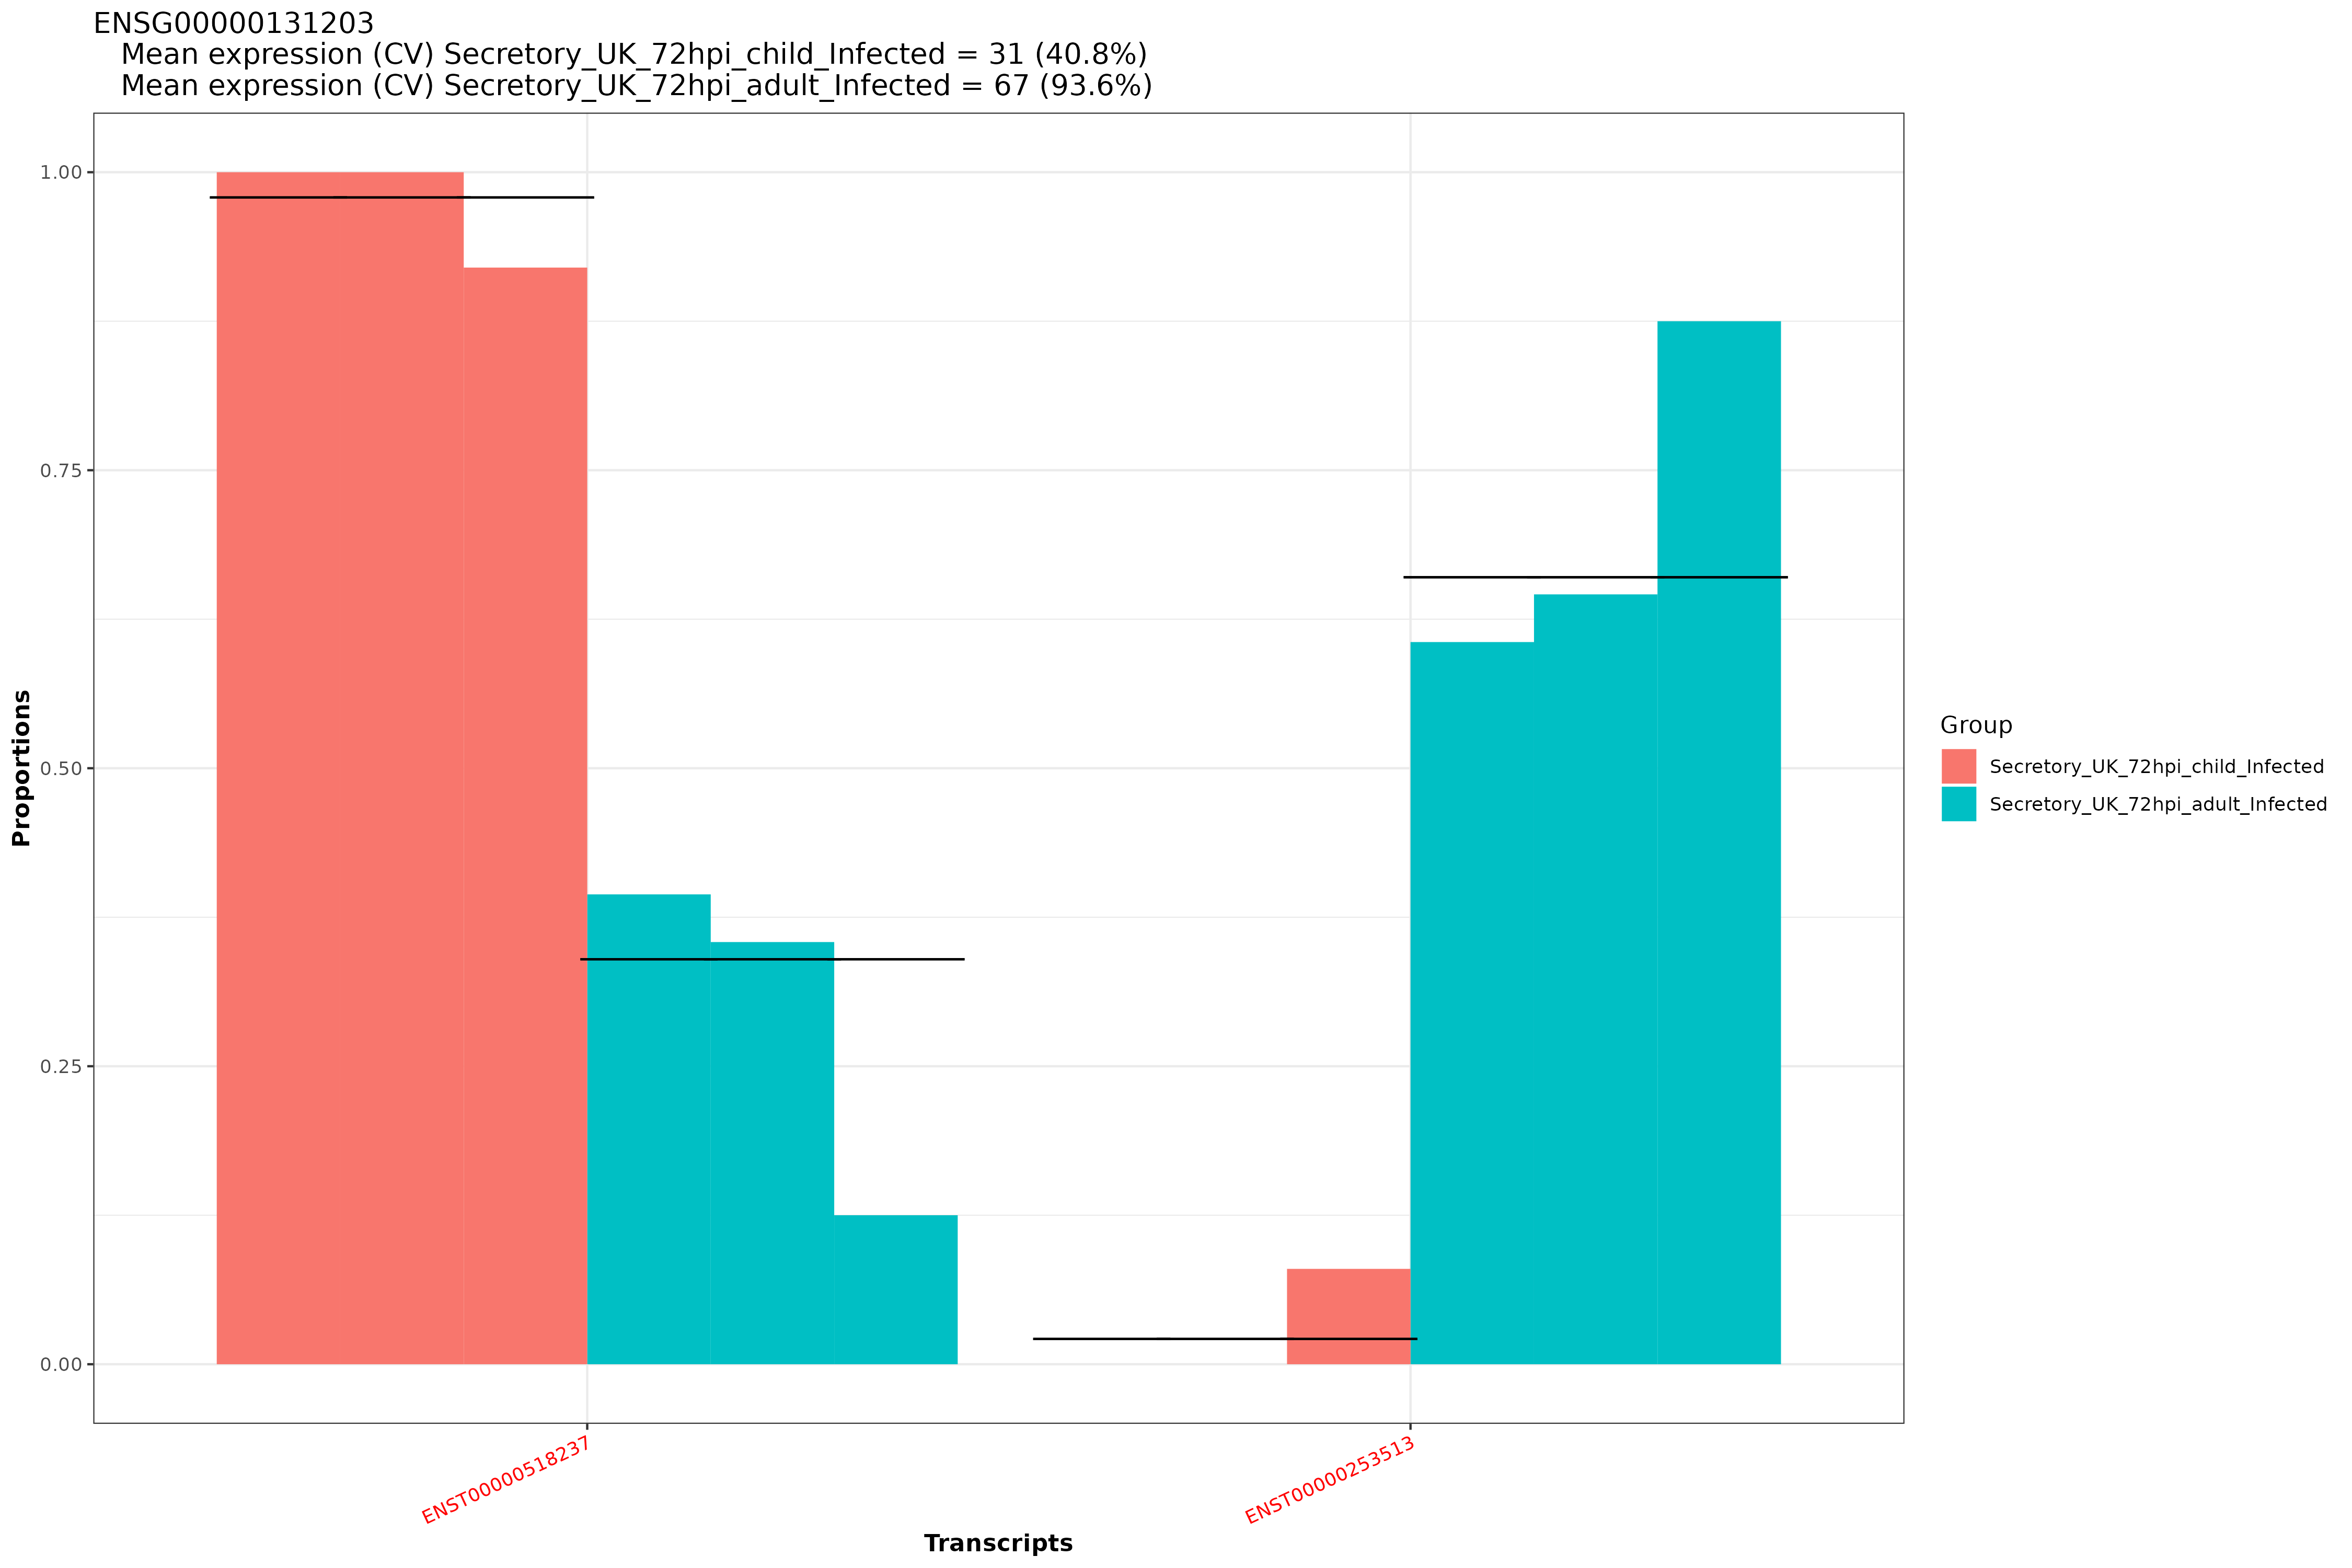 ENSG00000131203
Mean expression (CV) Secretory_UK_72hpi_child_Infected = 31 (40.8%)
Mean expression (CV) Secretory_UK_72hpi_adult_Infected = 67 (93.6%)
1.00
0.75
0.50
0.25
0.00
Proportions
ENST00000518237
ENST00000253513
Transcripts
Group
Secretory_UK_72hpi_child_Infected
Secretory_UK_72hpi_adult_Infected